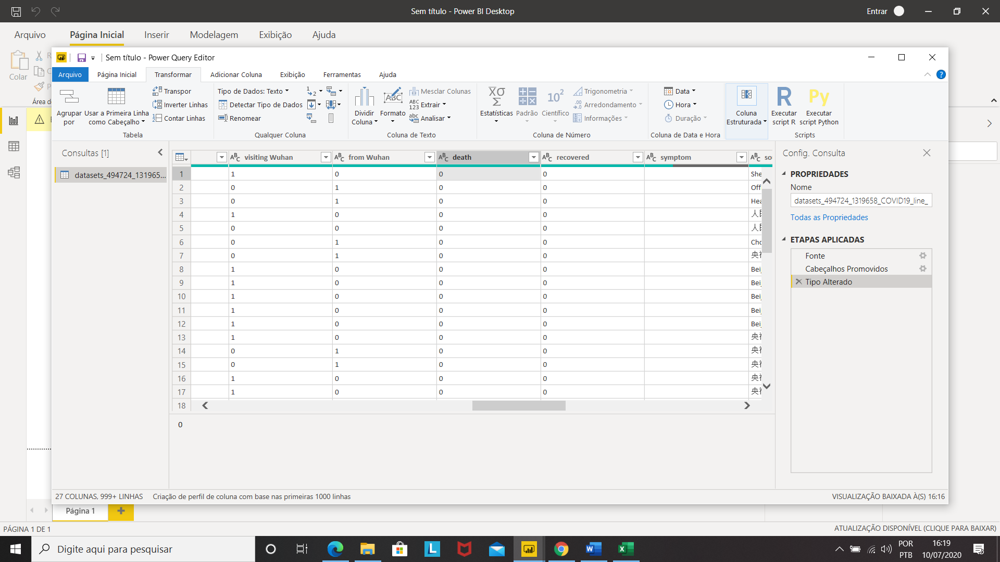 Sem título - Power BI Desktop
Entrar
Arquivo
Página Inicial
Inserir
Modelagem
Exibição
Ajuda
Colar
Área d
Sem título - Power Query Editor
Arquivo
Página Inicial
Transformar
Adicionar Coluna
Exibição
Ferramentas
Ajuda
Agrupar por
Usar a Primeira Linha como Cabeçalho
Transpor
Inverter Linhas
Contar Linhas
Tabela
Tipo de Dados: Texto
Detectar Tipo de Dados
Renomear
Qualquer Coluna
Dividir Coluna
Formato
Mesclar Colunas
Extrair
Analisar
Coluna de Texto
Estatísticas
Padrão
Científico
Trigonometria
Arredondamento
Informações
Coluna de Número
Data
Hora
Duração
Coluna de Data e Hora
Coluna Estruturada
Executar script R
Executar script Python
Scripts
Consultas [1]
datasets_494724_131965...
visiting Wuhan from Wuhan death recovered symptom so
1 1 0 0 0 She
2 0 1 0 0 Off
3 0 1 0 0 Hea
4 1 0 0 0 人民
5 0 0 0 0 人民
6 0 1 0 0 Cho
7 0 1 0 0 央视
8 1 0 0 0 Bei
9 1 0 0 0 Bei
10 1 0 0 0 Bei
11 1 0 0 0 Bei
12 1 0 0 0 Bei
13 1 0 0 0 央视
14 0 1 0 0 央视
15 0 1 0 0 央视
16 1 0 0 0 央视
17 1 0 0 0 央视
18
0
Config. Consulta
PROPRIEDADES
Nome
datasets_494724_1319658_COVID19_line_
Todas as Propriedades
ETAPAS APLICADAS
Fonte
Cabeçalhos Promovidos
Tipo Alterado
27 COLUNAS, 999+ LINHAS
Criação de perfil de coluna com base nas primeiras 1000 linhas
VISUALIZAÇÃO BAIXADA À(S) 16:16
Página 1
PÁGINA 1 DE 1
ATUALIZAÇÃO DISPONÍVEL (CLIQUE PARA BAIXAR)
Digite aqui para pesquisar
POR
PTB
16:19
10/07/2020